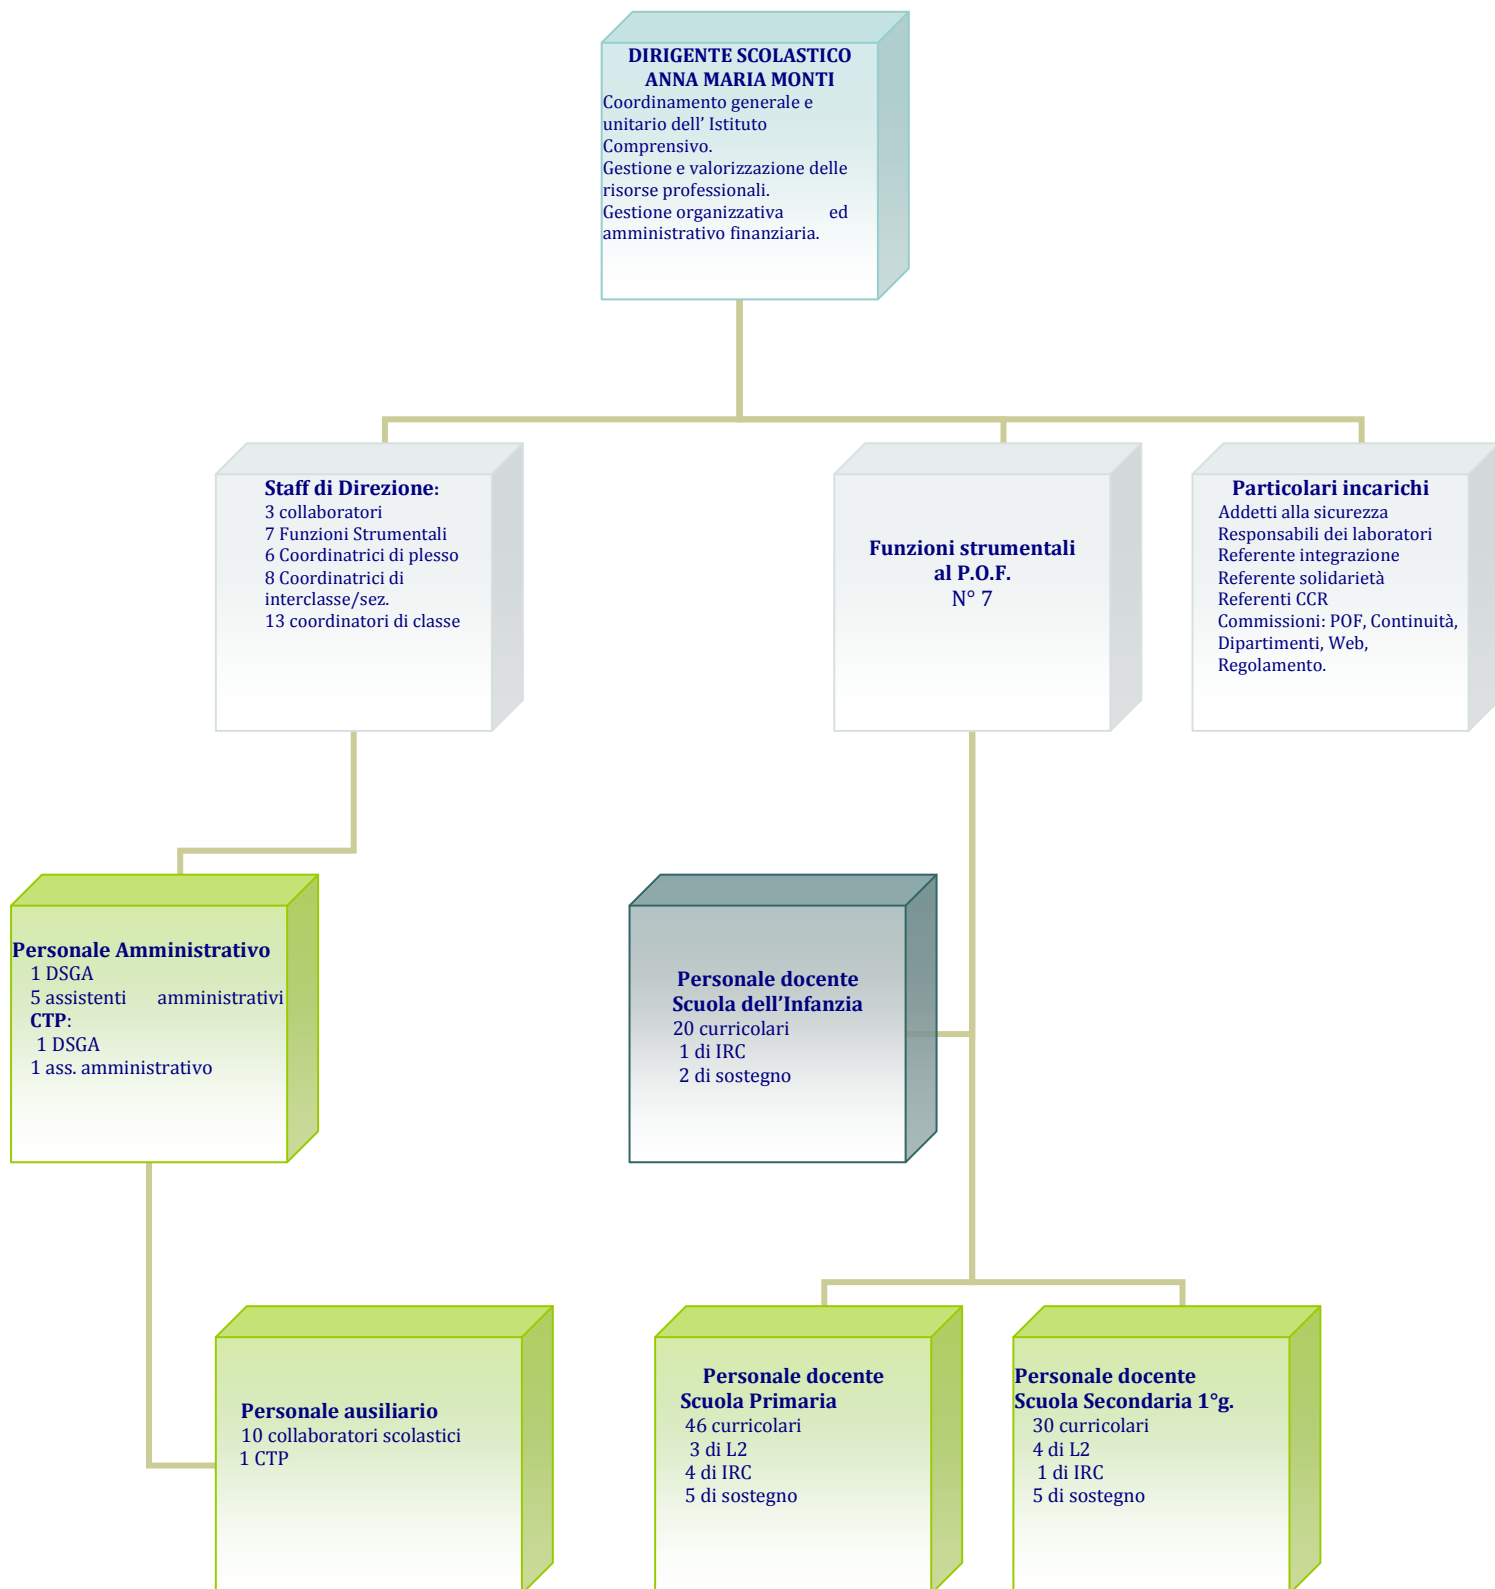 DIRIGENTE SCOLASTICO
ANNA MARIA MONTI
Coordinamento generale e
unitario dell’ Istituto
Comprensivo.
Gestione e valorizzazione delle
risorse professionali.
Gestione organizzativa ed
amministrativo finanziaria.
Staff di Direzione:
3 collaboratori
7 Funzioni Strumentali
6 Coordinatrici di plesso
8 Coordinatrici di
interclasse/sez.
13 coordinatori di classe
Funzioni strumentali
al P.O.F.
N° 7
Particolari incarichi
Addetti alla sicurezza
Responsabili dei laboratori
Referente integrazione
Referente solidarietà
Referenti CCR
Commissioni: POF, Continuità,
Dipartimenti, Web,
Regolamento.
Personale Amministrativo
1 DSGA
5 assistenti amministrativi
CTP:
1 DSGA
1 ass. amministrativo
Personale docente
Scuola dell’Infanzia
20 curricolari
1 di IRC
2 di sostegno
Personale ausiliario
10 collaboratori scolastici
1 CTP
Personale docente
Scuola Primaria
46 curricolari
3 di L2
4 di IRC
5 di sostegno
Personale docente
Scuola Secondaria 1°g.
30 curricolari
4 di L2
1 di IRC
5 di sostegno